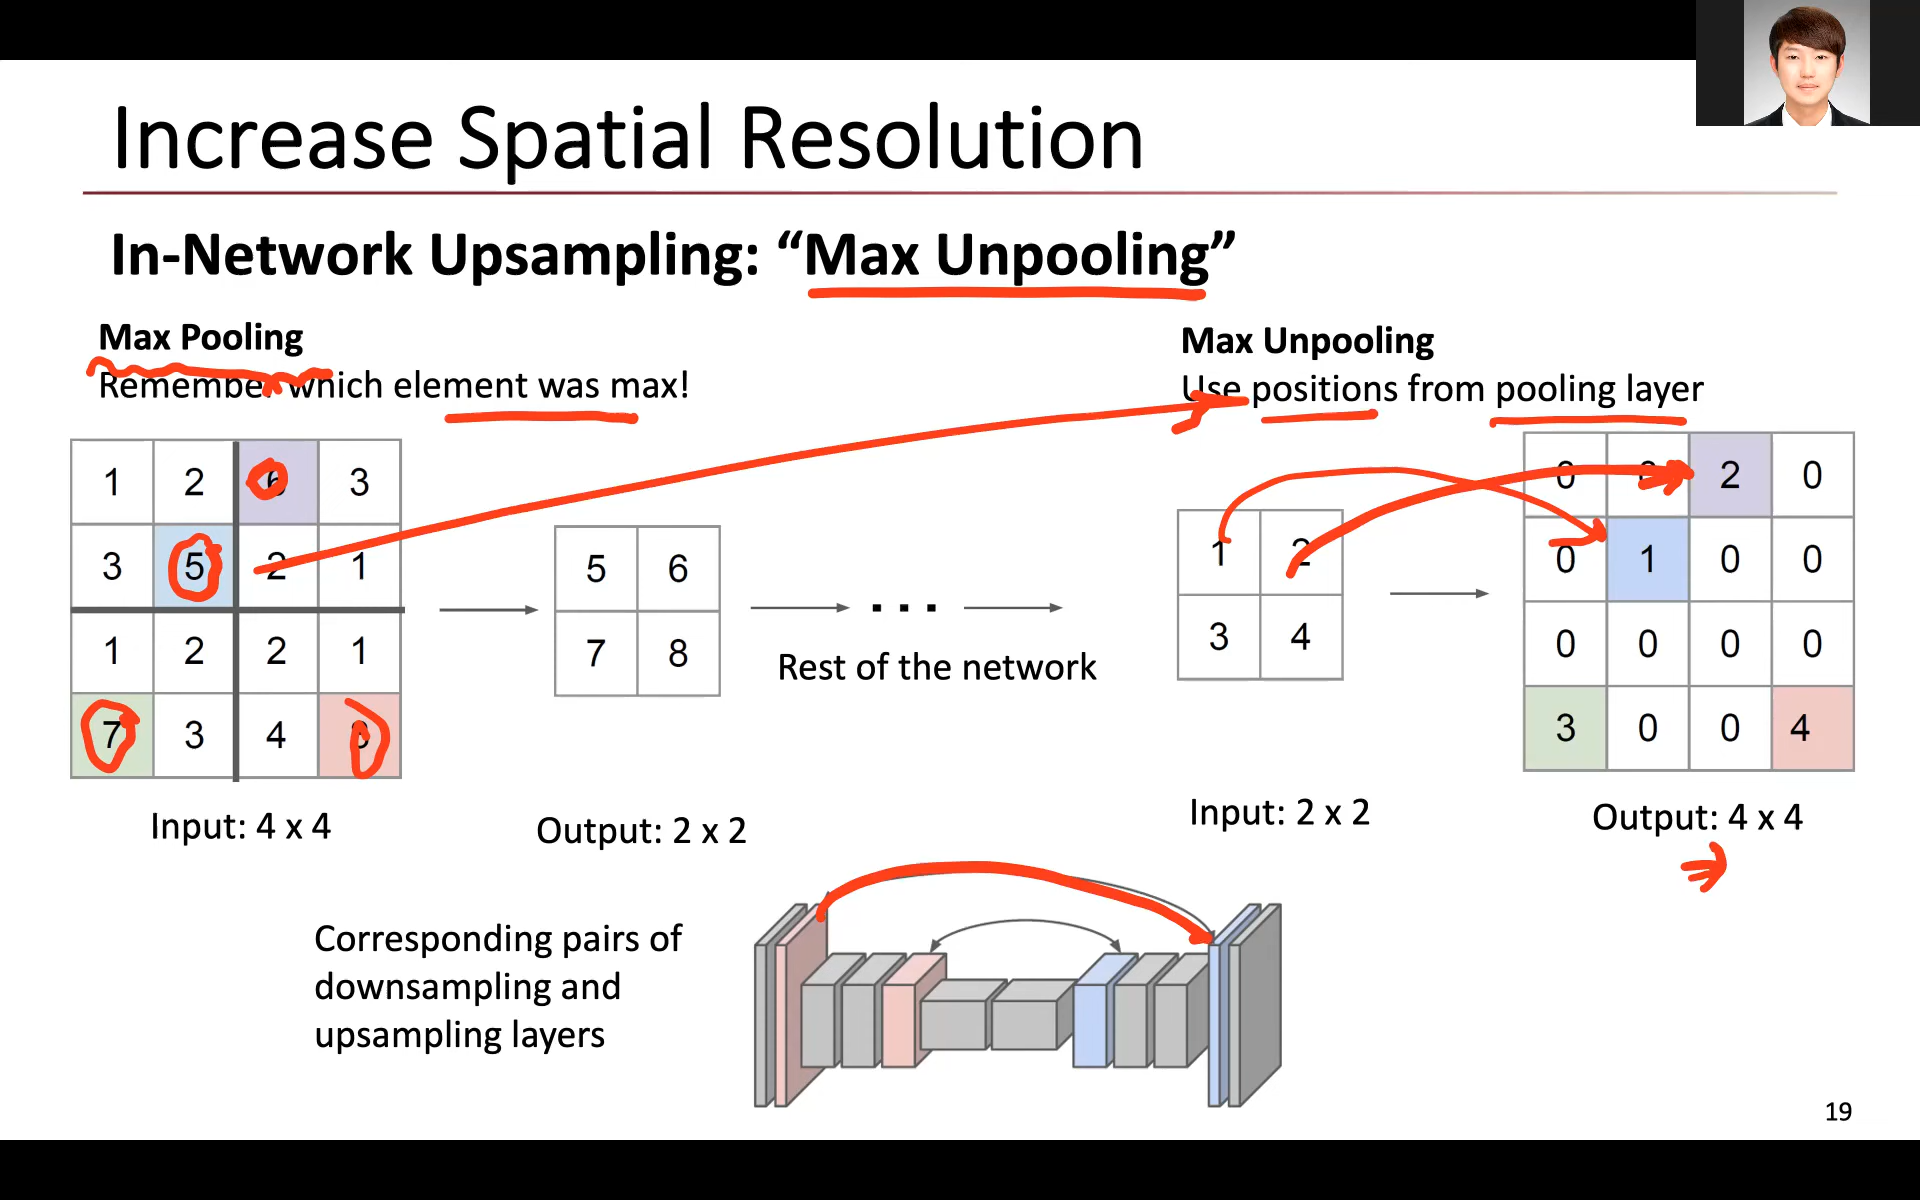 Increase Spatial Resolution
In-Network Upsampling: “Max Unpooling”
Max Pooling
Remember which element was max!
1 2 6 3
3 5 2 1
1 2 2 1
7 3 4 8
Input: 4 x 4
5 6
7 8
Output: 2 x 2
...
Rest of the network
Max Unpooling
Use positions from pooling layer
1 2
3 4
Input: 2 x 2
0 0 2 0
0 1 0 0
0 0 0 0
3 0 0 4
Output: 4 x 4
Corresponding pairs of
downsampling and
upsampling layers
19